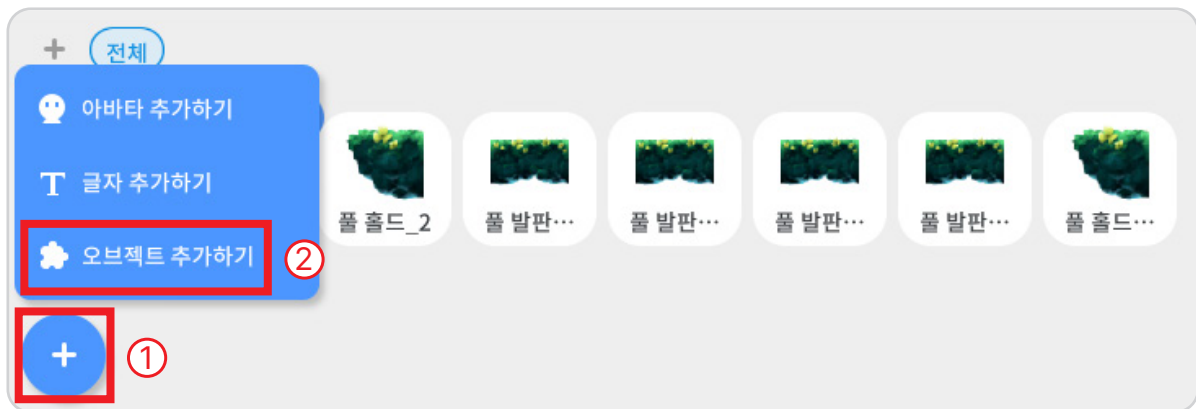 + 전체
아바타 추가하기
T 글자 추가하기
오브젝트 추가하기 ②
풀 홀드_2 풀 발판… 풀 발판… 풀 발판… 풀 발판… 풀 홀드…
+ ①